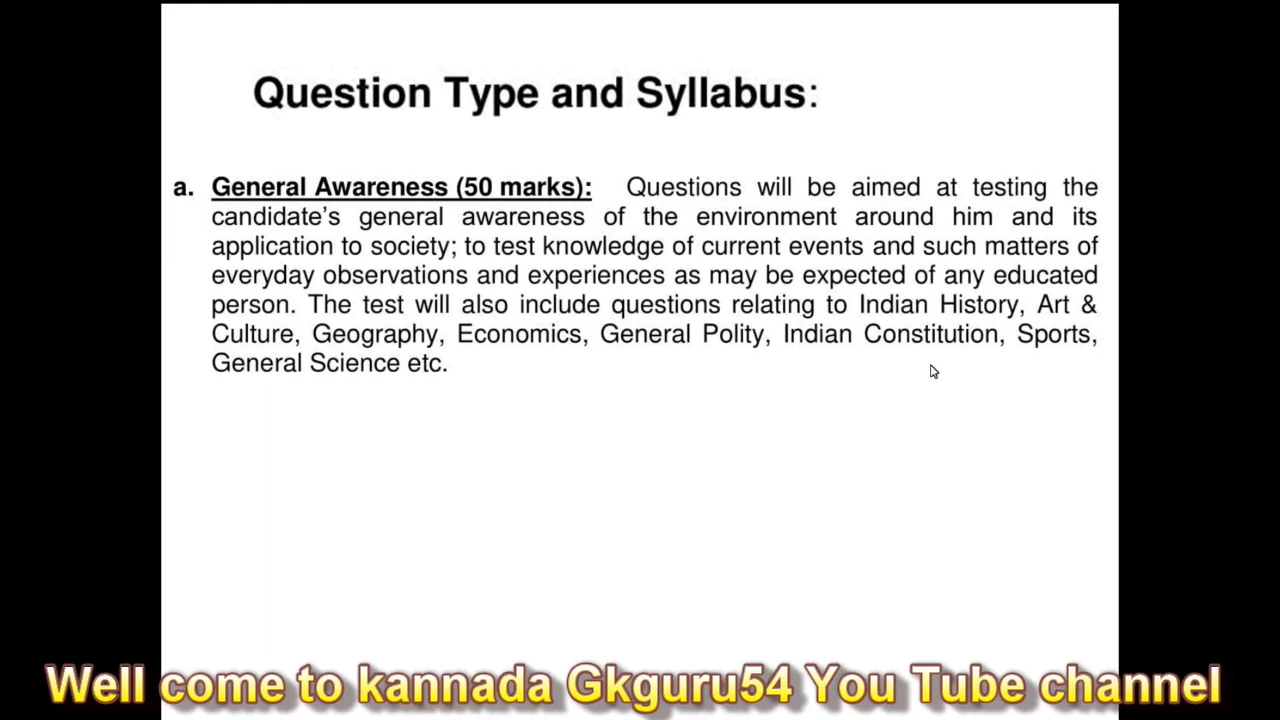 Question Type and Syllabus:
a. General Awareness (50 marks): Questions will be aimed at testing the
candidate’s general awareness of the environment around him and its
application to society; to test knowledge of current events and such matters of
everyday observations and experiences as may be expected of any educated
person. The test will also include questions relating to Indian History, Art &
Culture, Geography, Economics, General Polity, Indian Constitution, Sports,
General Science etc.
Well come to kannada Gkguru54 You Tube channel